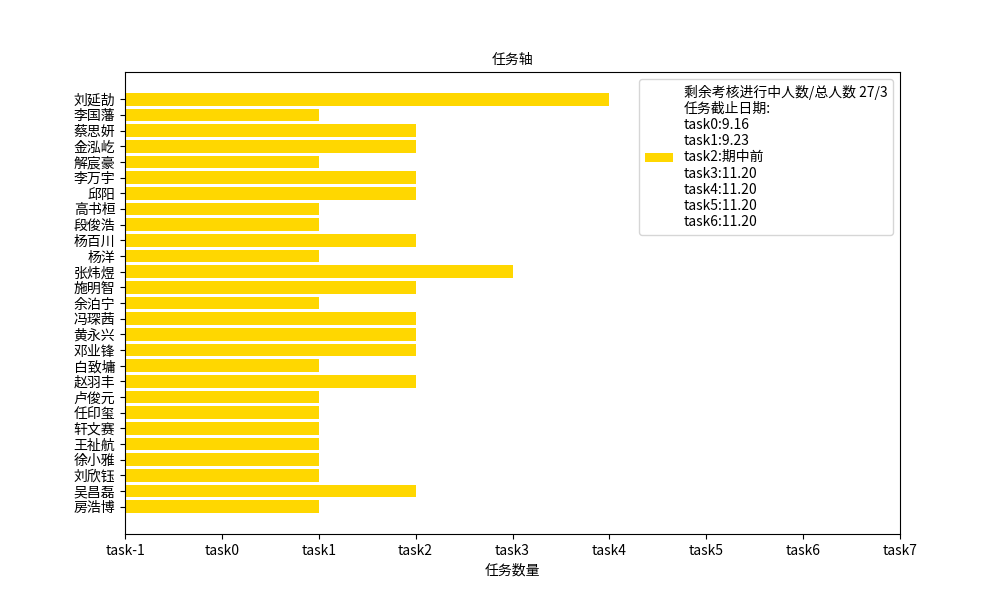 任务轴
刘延劼
李国藩
蔡思妍
金泓屹
解宸豪
李万宇
邱阳
高书桓
段俊浩
杨百川
杨洋
张炜煜
施明智
余泊宁
冯琛茜
黄永兴
邓业锋
白致墉
赵羽丰
卢俊元
任印玺
轩文赛
王祉航
徐小雅
刘欣钰
吴昌磊
房浩博
剩余考核进行中人数/总人数 27/3
任务截止日期:
task0:9.16
task1:9.23
task2:期中前
task3:11.20
task4:11.20
task5:11.20
task6:11.20
task-1 task0 task1 task2 task3 task4 task5 task6 task7
任务数量